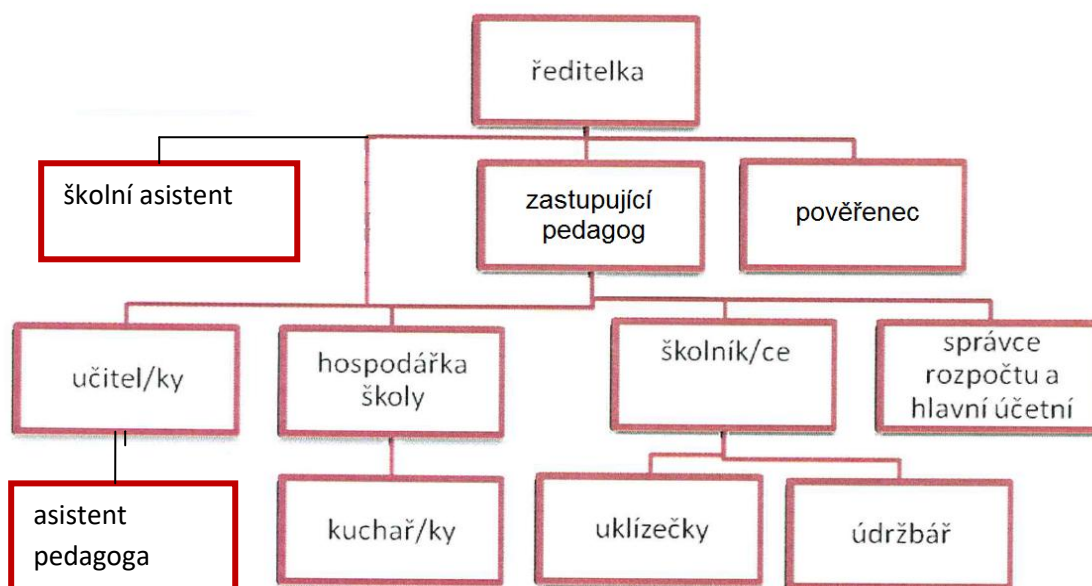 ředitelka
školní asistent
zastupující
pedagog
pověřenec
učitel/ky
hospodářka
školy
školník/ce
správce
rozpočtu a
hlavní účetní
asistent
pedagoga
kuchař/ky
uklízečky
údržbář